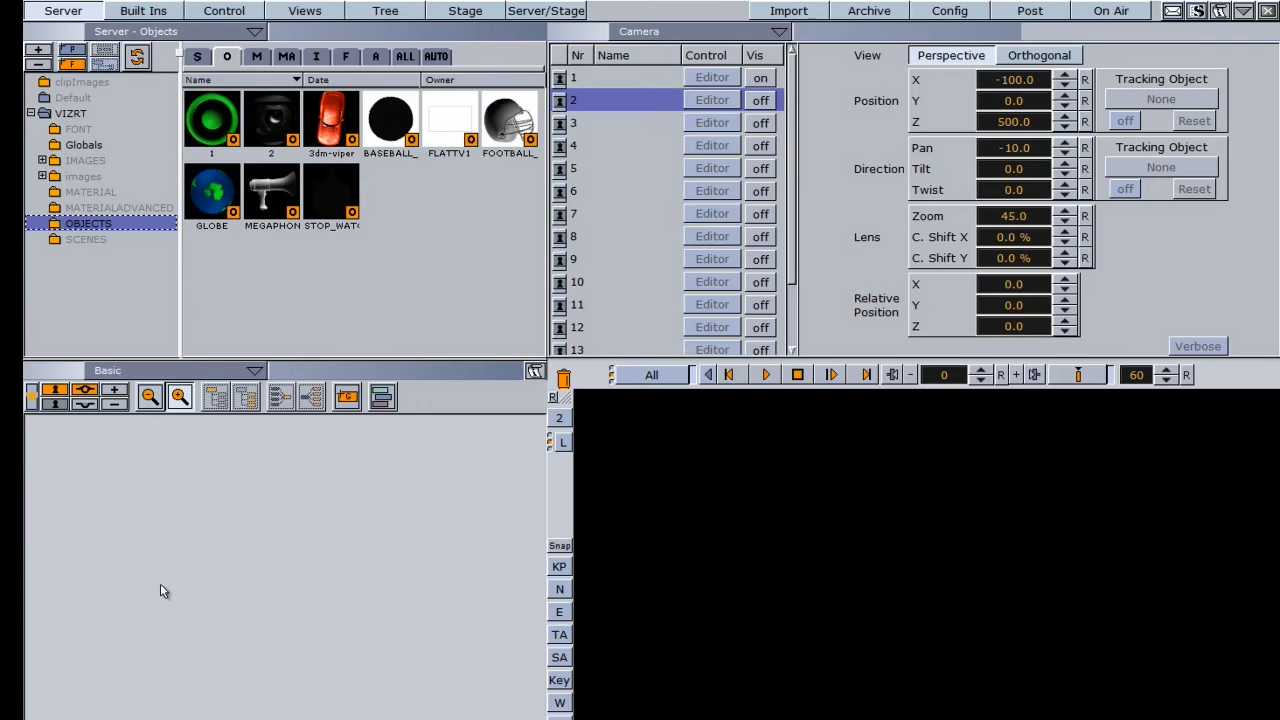 Server
Built Ins
Control
Views
Tree
Stage
Server/Stage
Import
Archive
Config
Post
On Air
Server - Objects
S O M MA I F A ALL AUTO
Name Date Owner
clipImages
Default
VIZRT
FONT
Globals
IMAGES
images
MATERIAL
MATERIALADVANCED
OBJECTS
SCENES
1
2
3dm-viper
BASEBALL_
FLATTV1
FOOTBALL_
GLOBE
MEGAPHON
STOP_WAT
Camera
Nr Name Control Vis
1 Editor on
2 Editor off
3 Editor off
4 Editor off
5 Editor off
6 Editor off
7 Editor off
8 Editor off
9 Editor off
10 Editor off
11 Editor off
12 Editor off
13 Editor off
View Perspective Orthogonal
Position
X -100.0 R
Y 0.0 R
Z 500.0 R
Tracking Object
None
off Reset
Direction
Pan -10.0 R
Tilt 0.0 R
Twist 0.0 R
Tracking Object
None
off Reset
Lens
Zoom 45.0 R
C. Shift X 0.0 % R
C. Shift Y 0.0 % R
Relative
Position
X 0.0 R
Y 0.0 R
Z 0.0 R
Verbose
Basic
All
0 R
60 R
R
2
L
Snap
KP
N
E
TA
SA
Key
W